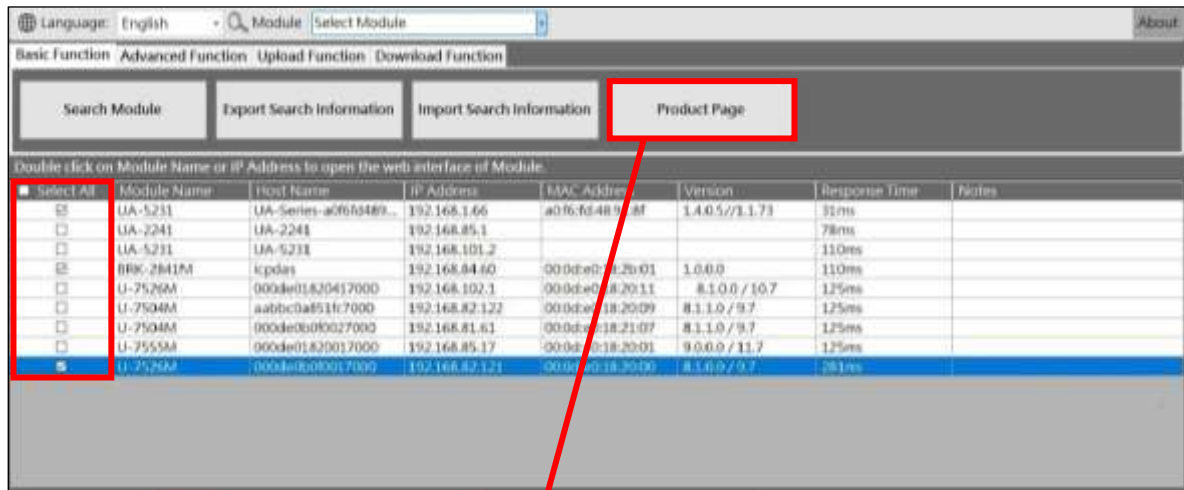 Language: English Module Select Module About
Basic Function Advanced Function Upload Function Download Function
Search Module Export Search Information Import Search Information Product Page
Double click on Module Name or IP Address to open the web interface of Module.
Select All Module Name Host Name IP Address MAC Address Version Response Time Notes
UA-5231 192.168.1.66 1.4.0.5//1.1.73 31ms
UA-2241 UA-2241 192.168.85.1 78ms
UA-5231 UA-5231 192.168.101.2 110ms
BRK-2841M icpdas 192.168.84.60 1.0.0.0 110ms
U-7526M 000de01820417000 192.168.102.1 8.1.0.0 / 10.7 125ms
U-7504M 192.168.82.122 8.1.1.0 / 9.7 125ms
U-7504M 000de0b0f0027000 192.168.81.61 8.1.1.0 / 9.7 125ms
U-7555M 000de01820017000 192.168.85.17 9.0.0.0 / 11.7 125ms
U-7526M 000de0b0f0017000 192.168.82.121 8.1.0.0 / 9.7 281ms